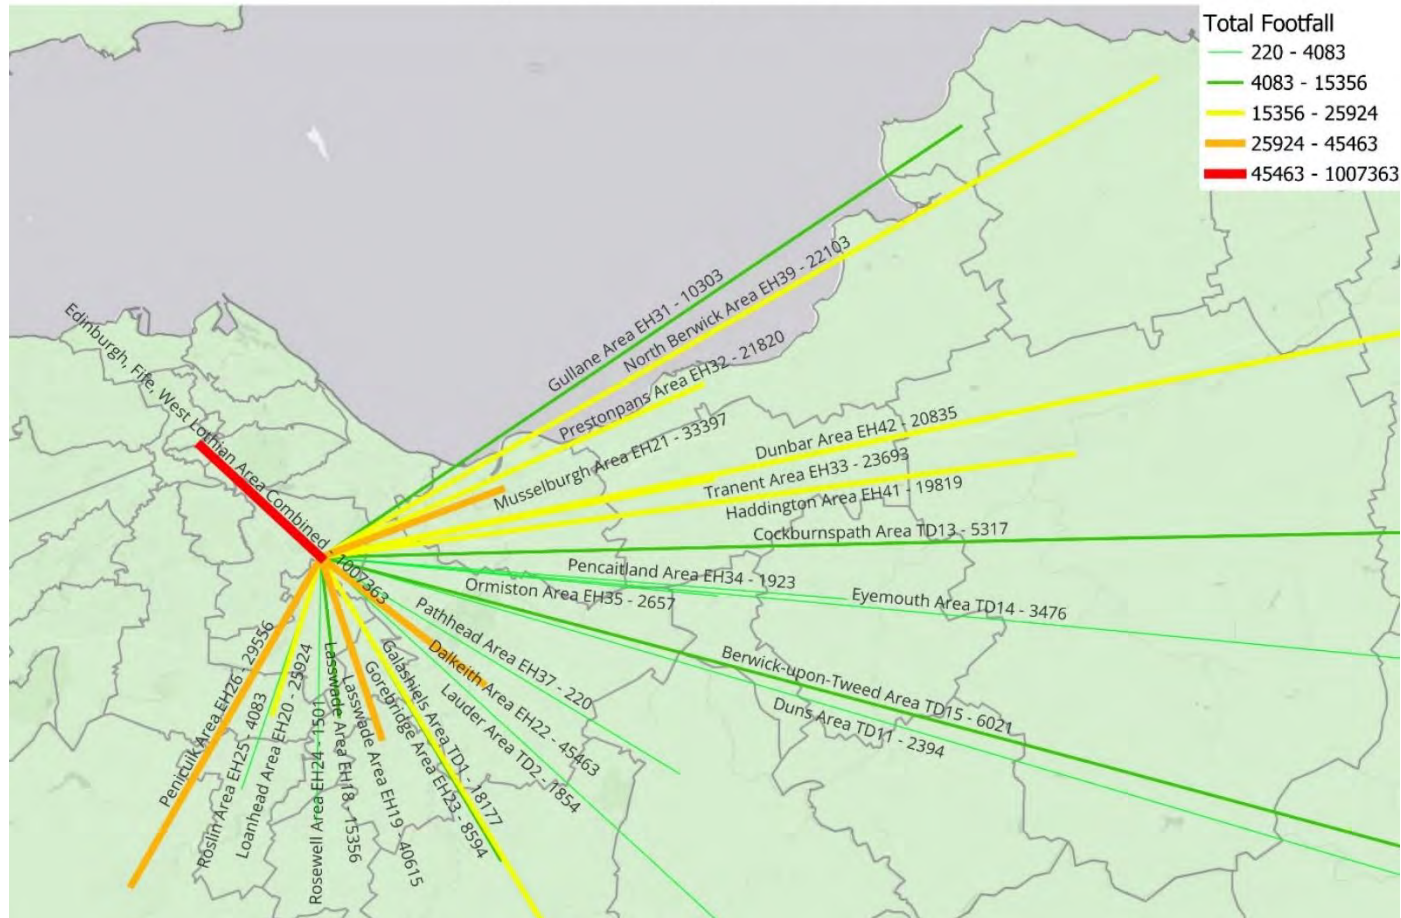 Total Footfall
220 - 4083
4083 - 15356
15356 - 25924
25924 - 45463
45463 - 1007363
Gullane Area EH31 - 10303
North Berwick Area EH39 - 22103
Prestonpans Area EH32 - 21820
Edinburgh, Fife, West Lothian Area Combined - 1007363
Musselburgh Area EH21 - 33397
Dunbar Area EH42 - 20835
Tranent Area EH33 - 23693
Haddington Area EH41 - 19819
Cockburnspath Area TD13 - 5317
Pencaitland Area EH34 - 1923
Ormiston Area EH35 - 2657
Eyemouth Area TD14 - 3476
Pathhead Area EH37 - 220
Berwick-upon-Tweed Area TD15 - 6021
Duns Area TD11 - 2394
Dalkeith Area EH22 - 45463
Lauder Area TD2 - 1854
Galashiels Area TD1 - 18177
Gorebridge Area EH23 - 8594
Lasswade Area EH19 - 40615
Lasswade Area EH18 - 15356
Rosewell Area EH24 - 1501
Loanhead Area EH20 - 25924
Roslin Area EH25 - 4083
Penicuik Area EH26 - 29556